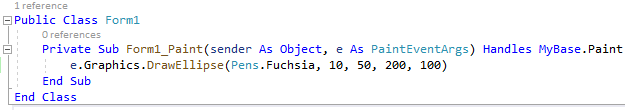 1 reference
Public Class Form1
0 references
Private Sub Form1_Paint(sender As Object, e As PaintEventArgs) Handles MyBase.Paint
e.Graphics.DrawEllipse(Pens.Fuchsia, 10, 50, 200, 100)
End Sub
End Class